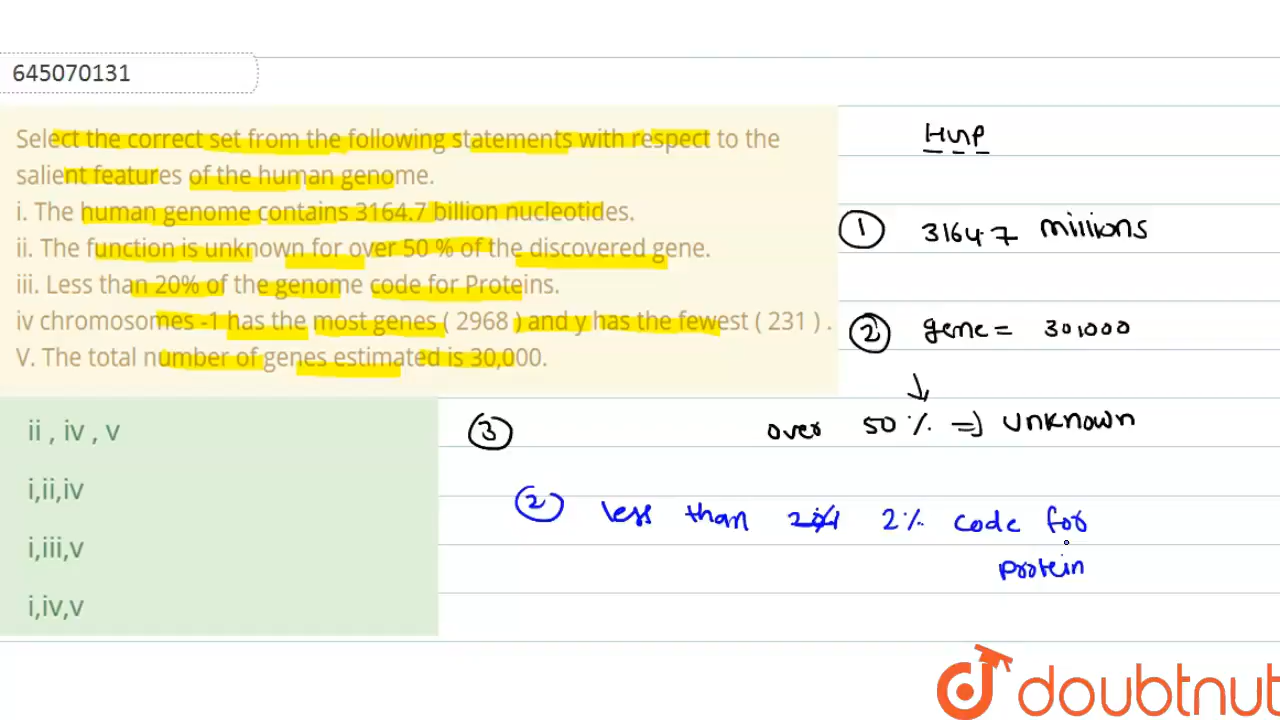 645070131
Select the correct set from the following statements with respect to the
salient features of the human genome.
i. The human genome contains 3164.7 billion nucleotides.
ii. The function is unknown for over 50 % of the discovered gene.
iii. Less than 20% of the genome code for Proteins.
iv chromosomes -1 has the most genes ( 2968 ) and y has the fewest ( 231 ) .
V. The total number of genes estimated is 30,000.
ii , iv , v
i,ii,iv
i,iii,v
i,iv,v
HGP
1 3164.7 millions
2 gene = 30,000
3 over 50 % => unknown
2 less than 2% code for
protein
doubtnut